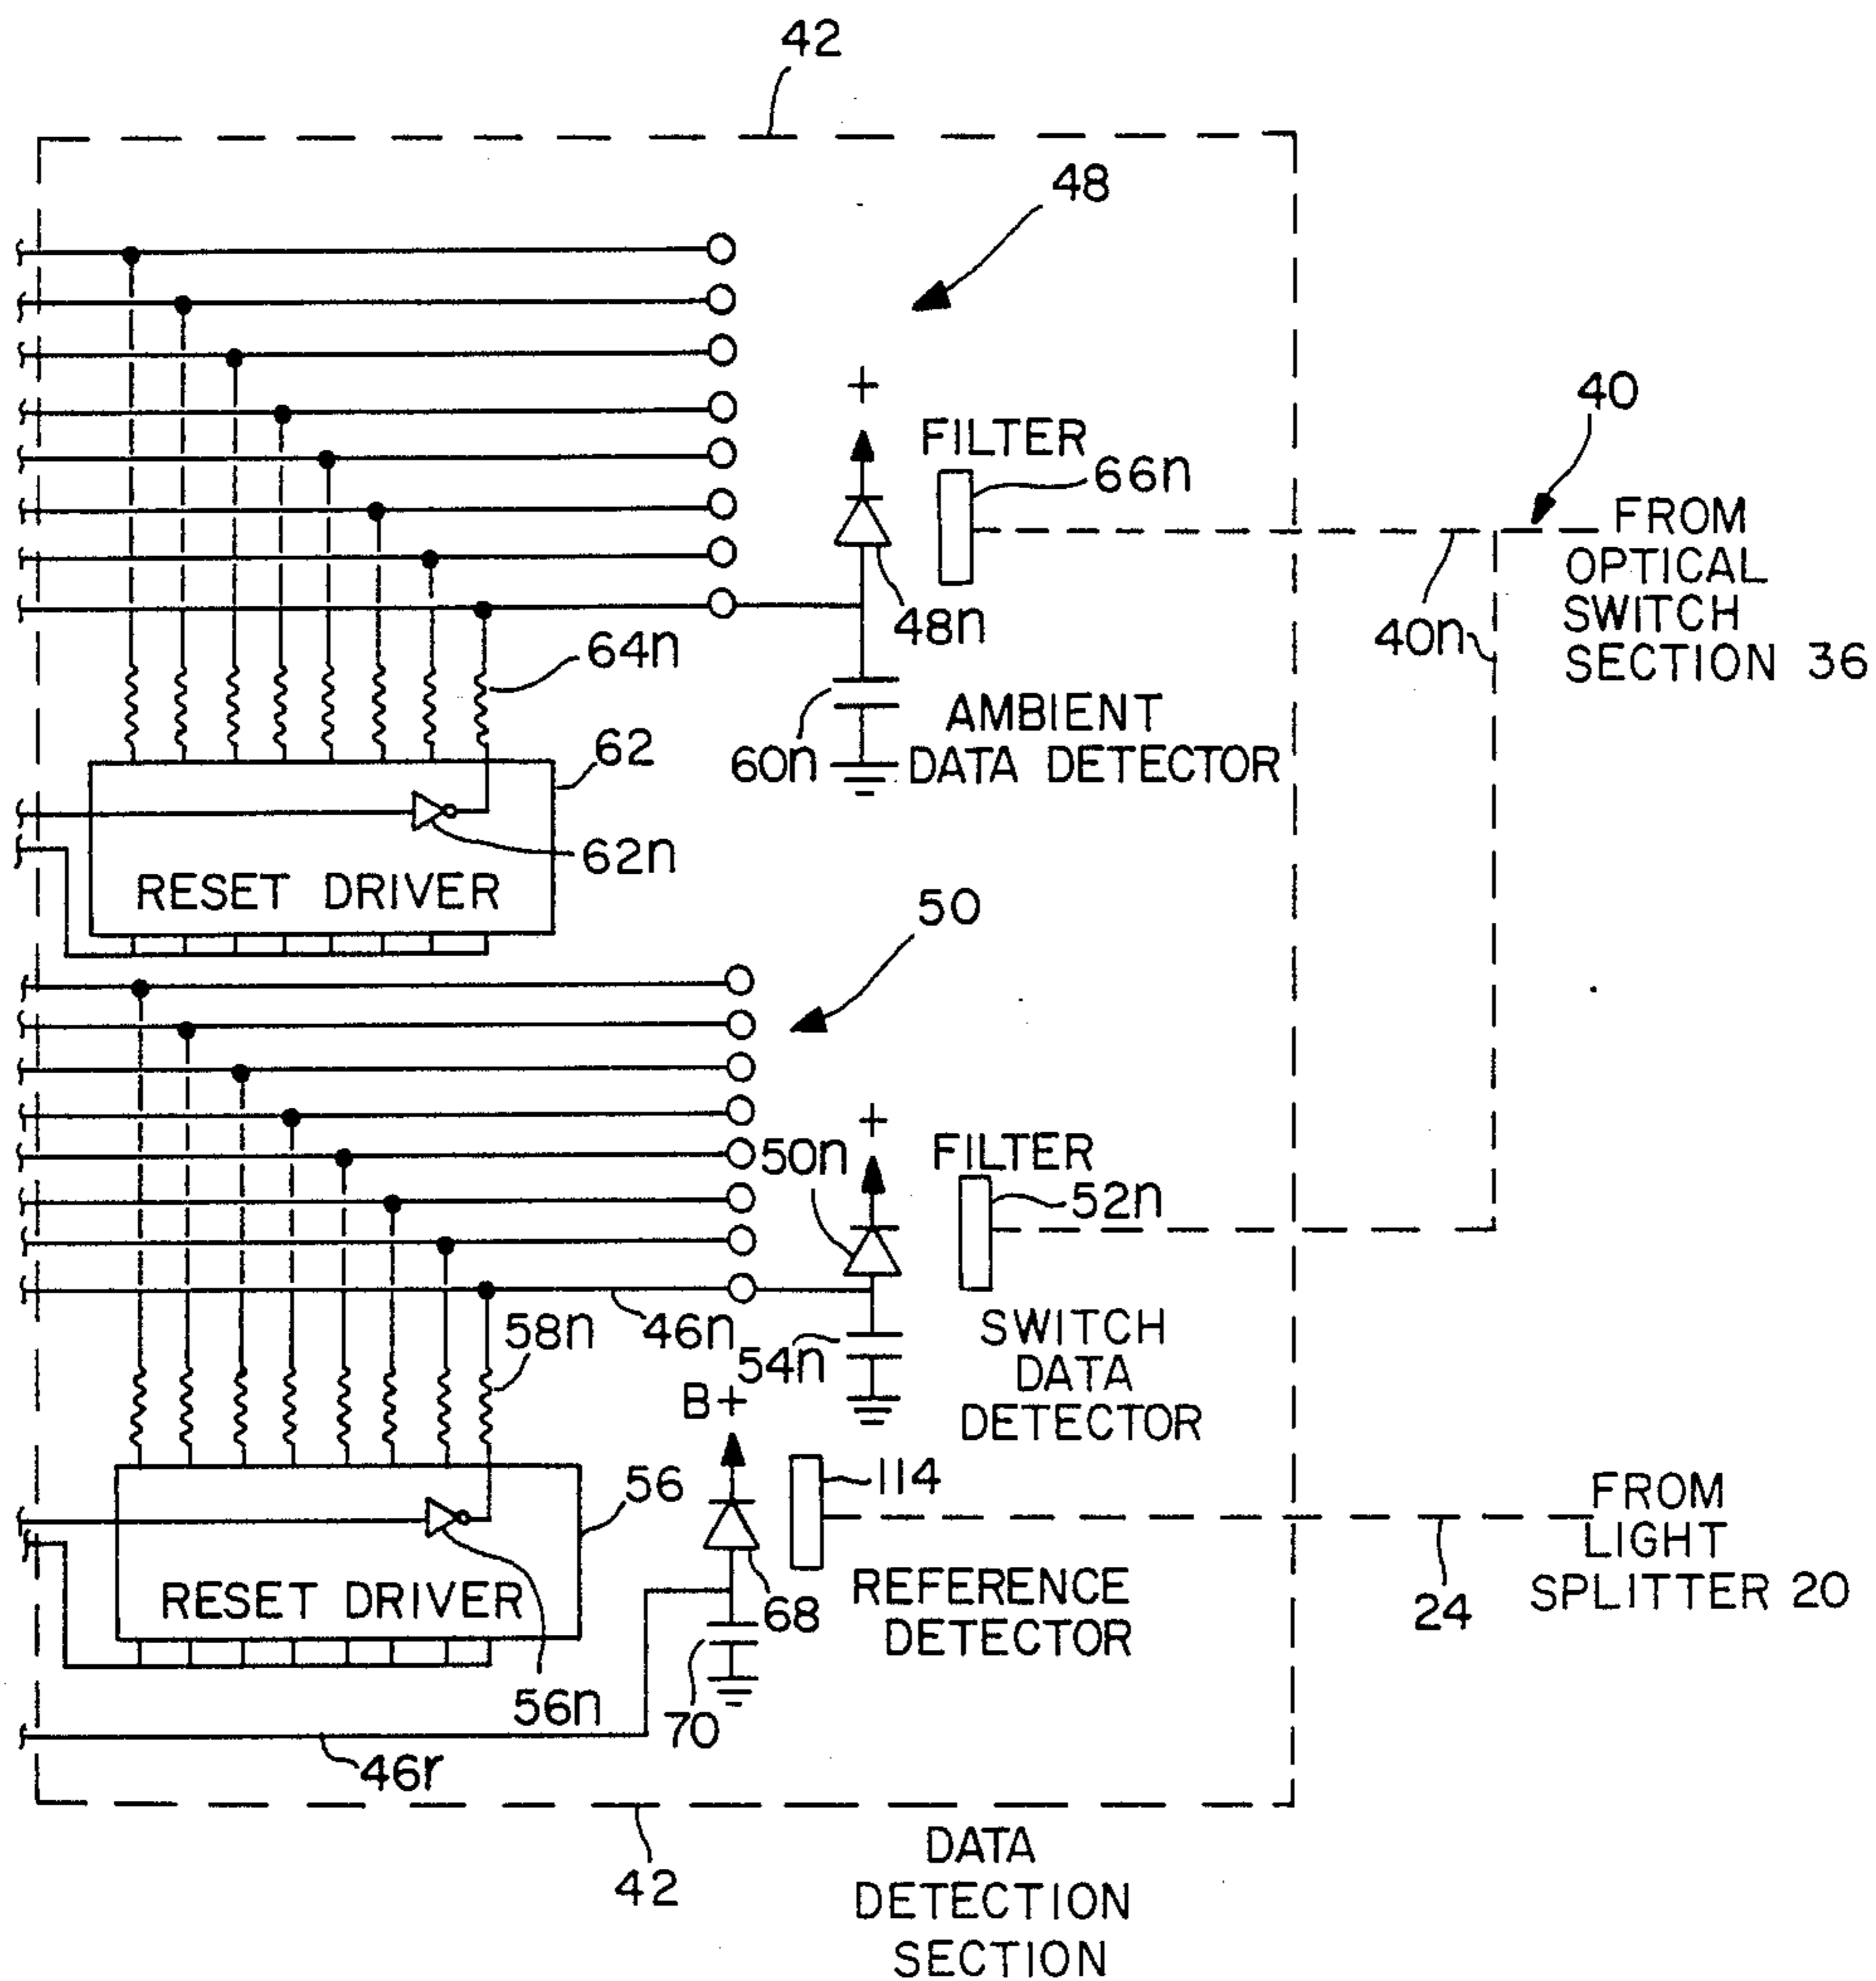 42
48
+
FILTER
66n
40
FROM
OPTICAL
SWITCH
SECTION 36
40n
48n
64n
60n
AMBIENT
DATA DETECTOR
62
62n
RESET DRIVER
50
+
50n
FILTER
52n
58n
46n
54n
SWITCH
DATA
DETECTOR
B+
114
56
FROM
LIGHT
SPLITTER 20
24
RESET DRIVER
68
REFERENCE
DETECTOR
56n
70
46r
42
DATA
DETECTION
SECTION